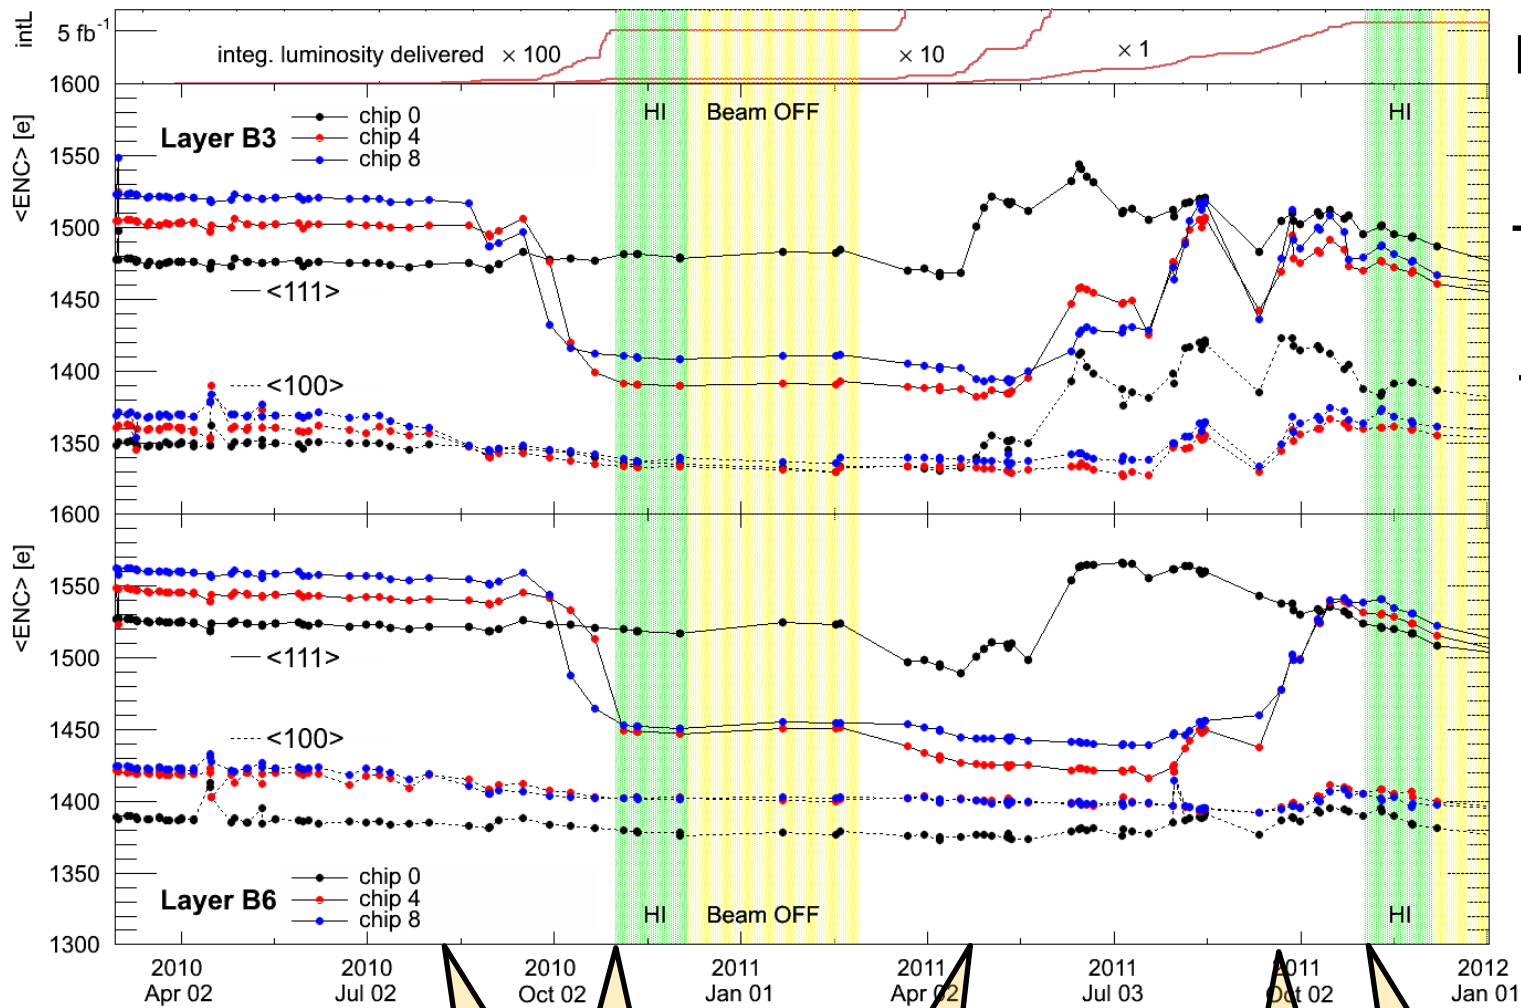 intL
5 fb-1
integ. luminosity delivered × 100
× 10
× 1
1600
HI
Beam OFF
HI
<ENC> [e]
Layer B3
chip 0
chip 4
chip 8
1550
1500
1450
<111>
1400
<100>
1350
1600
<ENC> [e]
1550
1500
<111>
1450
<100>
1400
1350
Layer B6
chip 0
chip 4
chip 8
HI
Beam OFF
HI
1300
2010
Apr 02
2010
Jul 02
2010
Oct 02
2011
Jan 01
2011
Apr 02
2011
Jul 03
2011
Oct 02
2012
Jan 01